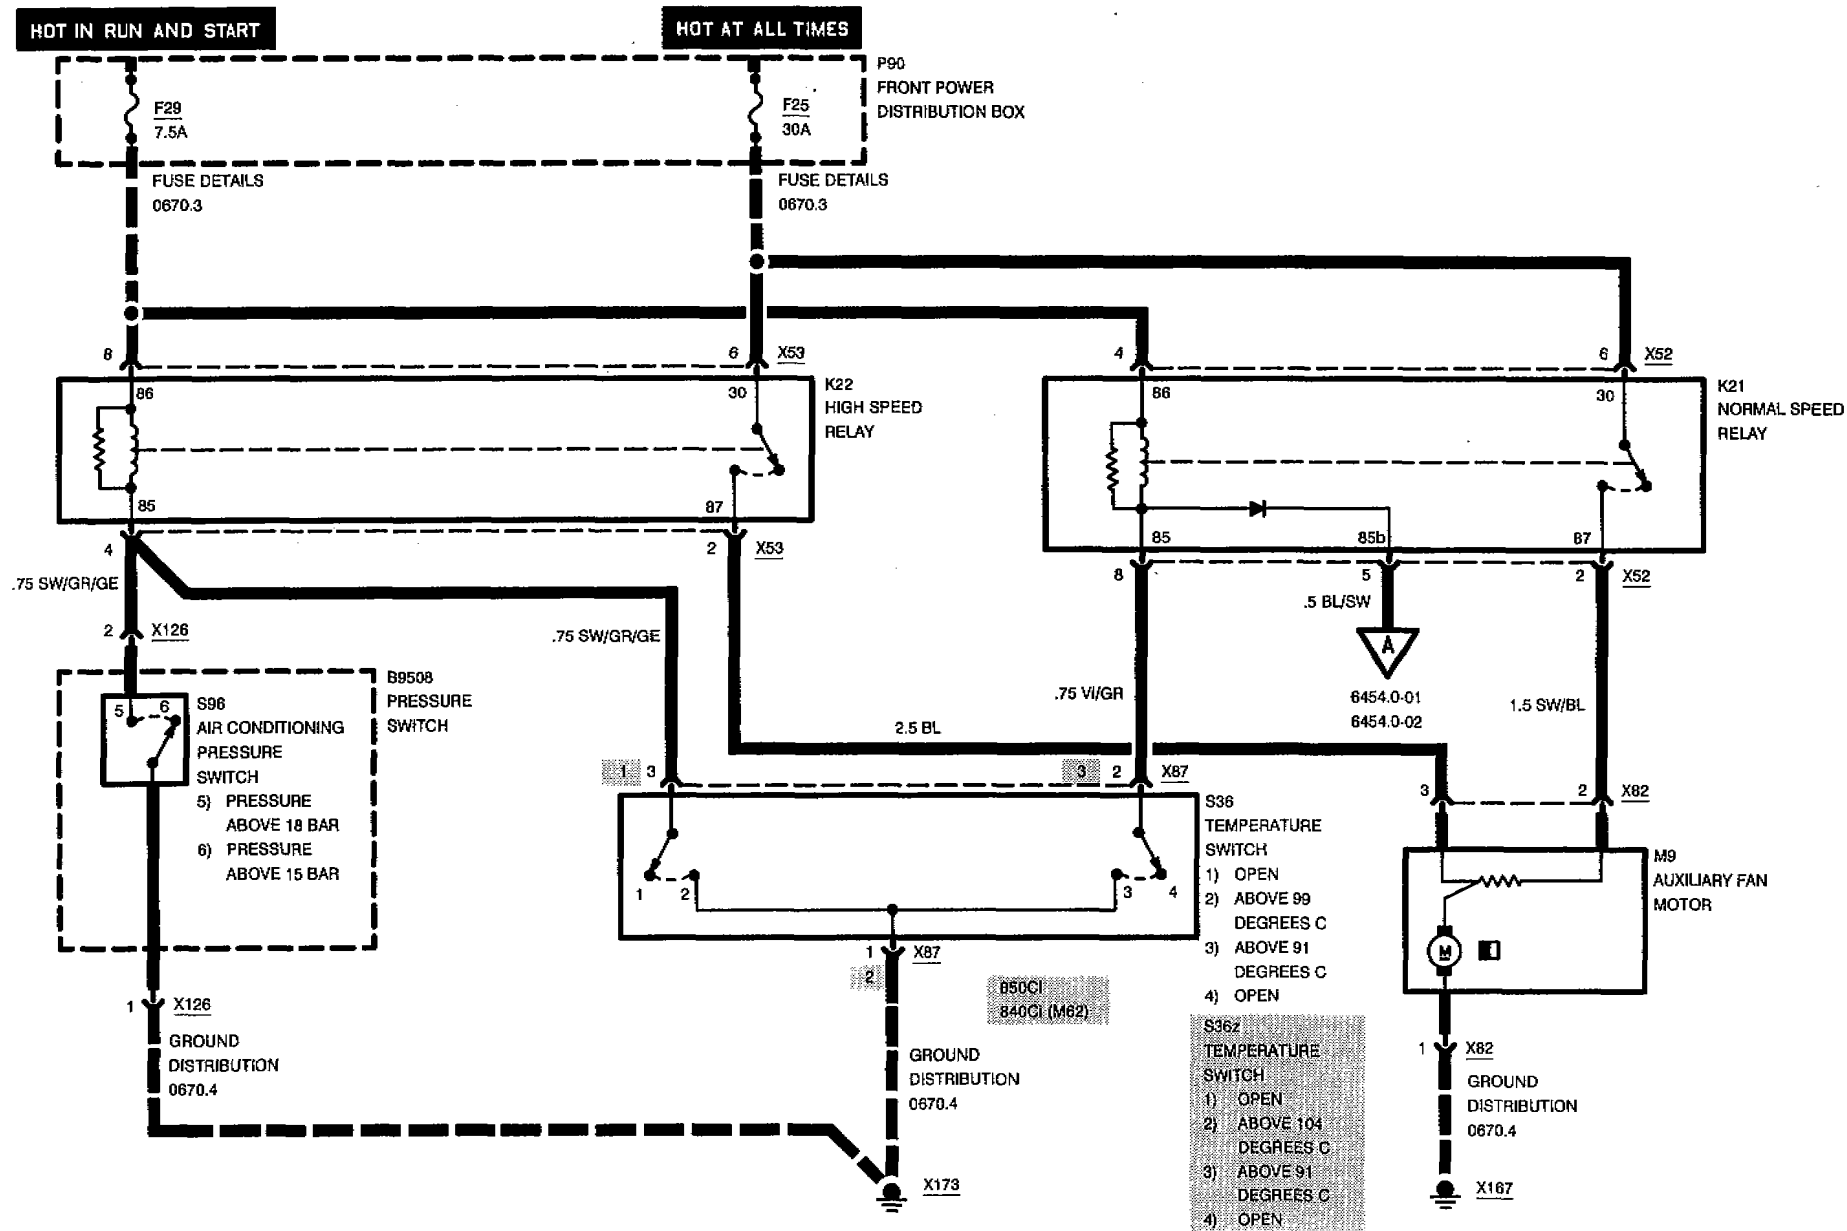 HOT IN RUN AND START
HOT AT ALL TIMES
P90
FRONT POWER
DISTRIBUTION BOX
F29
7.5A
F25
30A
FUSE DETAILS
0670.3
FUSE DETAILS
0670.3
8
6
X53
4
6
X52
86
30
K22
HIGH SPEED
RELAY
86
30
K21
NORMAL SPEED
RELAY
85
87
85
85b
87
4
2
X53
8
5
2
X52
.75 SW/GR/GE
.5 BL/SW
2
X126
.75 SW/GR/GE
A
B9508
PRESSURE
SWITCH
5
6
S96
AIR CONDITIONING
PRESSURE
SWITCH
5) PRESSURE
ABOVE 18 BAR
6) PRESSURE
ABOVE 15 BAR
.75 VI/GR
6454.0-01
6454.0-02
1.5 SW/BL
2.5 BL
1
3
3
2
X87
3
2
X82
S36
TEMPERATURE
SWITCH
1) OPEN
2) ABOVE 99
DEGREES C
3) ABOVE 91
DEGREES C
4) OPEN
1
2
3
4
M9
AUXILIARY FAN
MOTOR
M
i
1
X87
2
850CI
840CI (M62)
S36z
TEMPERATURE
SWITCH
1) OPEN
2) ABOVE 104
DEGREES C
3) ABOVE 91
DEGREES C
4) OPEN
1
X126
GROUND
DISTRIBUTION
0670.4
GROUND
DISTRIBUTION
0670.4
1
X82
GROUND
DISTRIBUTION
0670.4
X173
X167